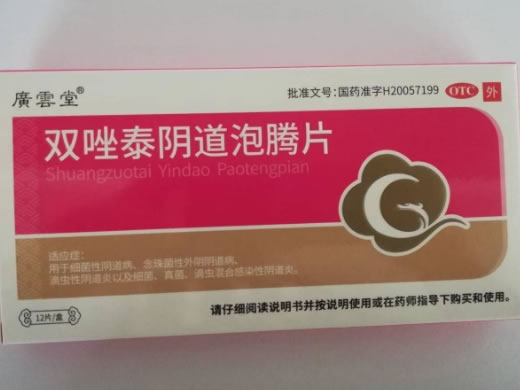 廣雲堂®
批准文号:国药准字H20057199
OTC
外
双唑泰阴道泡腾片
Shuangzuotai Yindao Paotengpian
适应症:
用于细菌性阴道病、念珠菌性外阴阴道病、
滴虫性阴道炎以及细菌、真菌、滴虫混合感染性阴道炎。
12片/盒
请仔细阅读说明书并按说明使用或在药师指导下购买和使用。